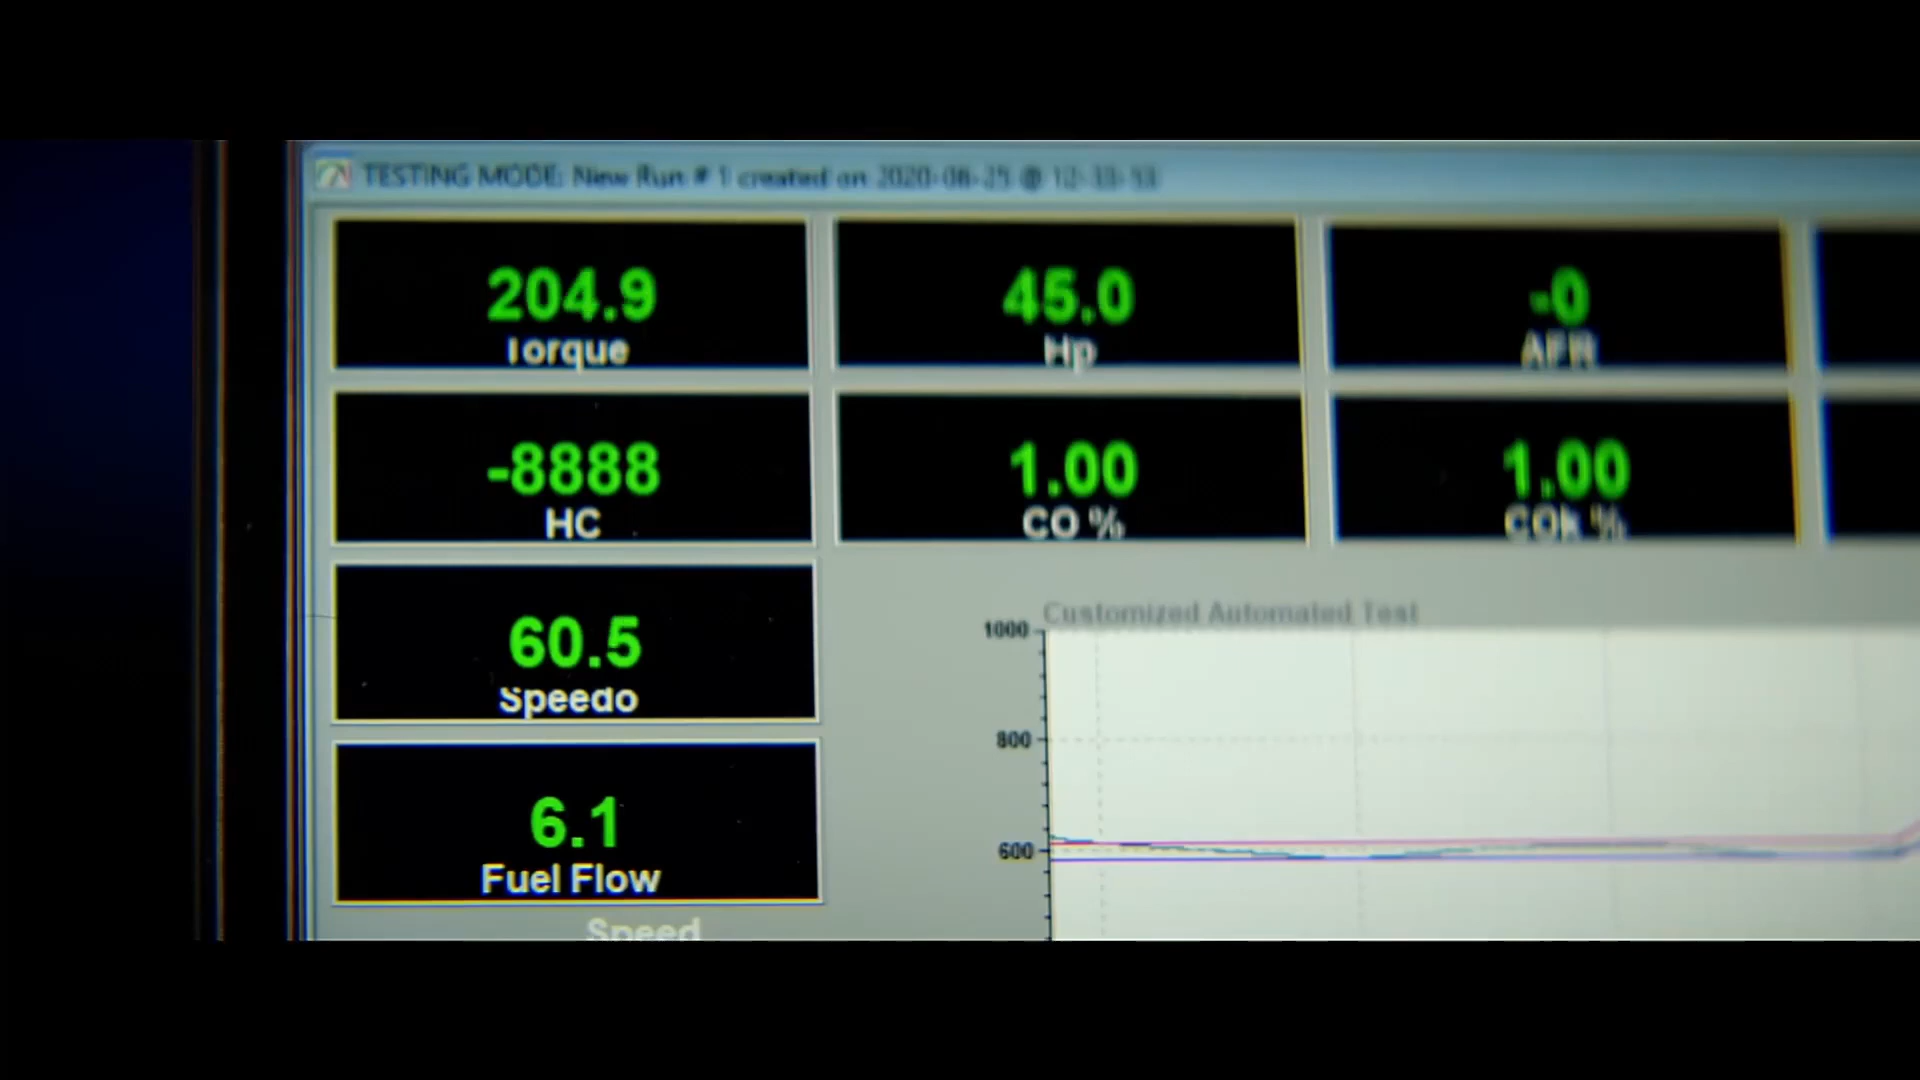 TESTING MODE: New Run # 1 created on 2020-06-25 @ 12-33-53
204.9
Torque
45.0
Hp
-0
AFR
-8888
HC
1.00
CO %
1.00
COk %
60.5
Speedo
6.1
Fuel Flow
Speed
Customized Automated Test
1000
800
600